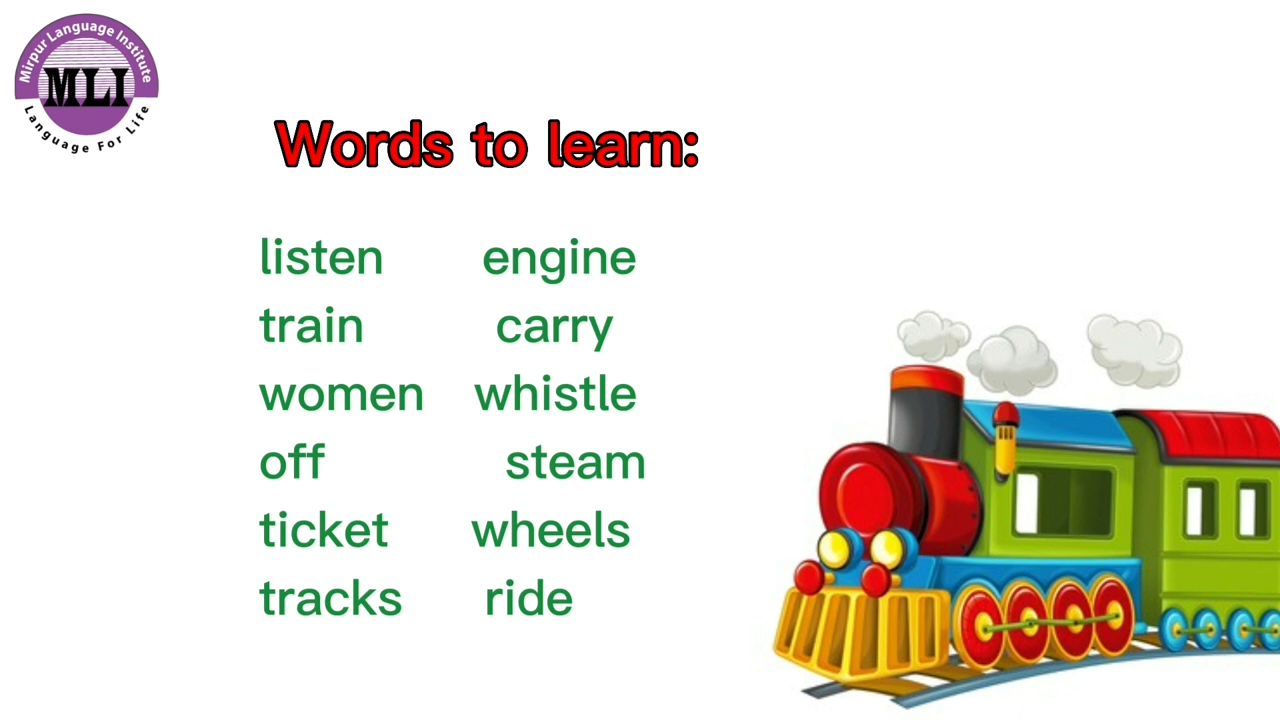 Mirpur Language Institute
MLI
Language For Life
Words to learn:
listen engine
train carry
women whistle
off steam
ticket wheels
tracks ride